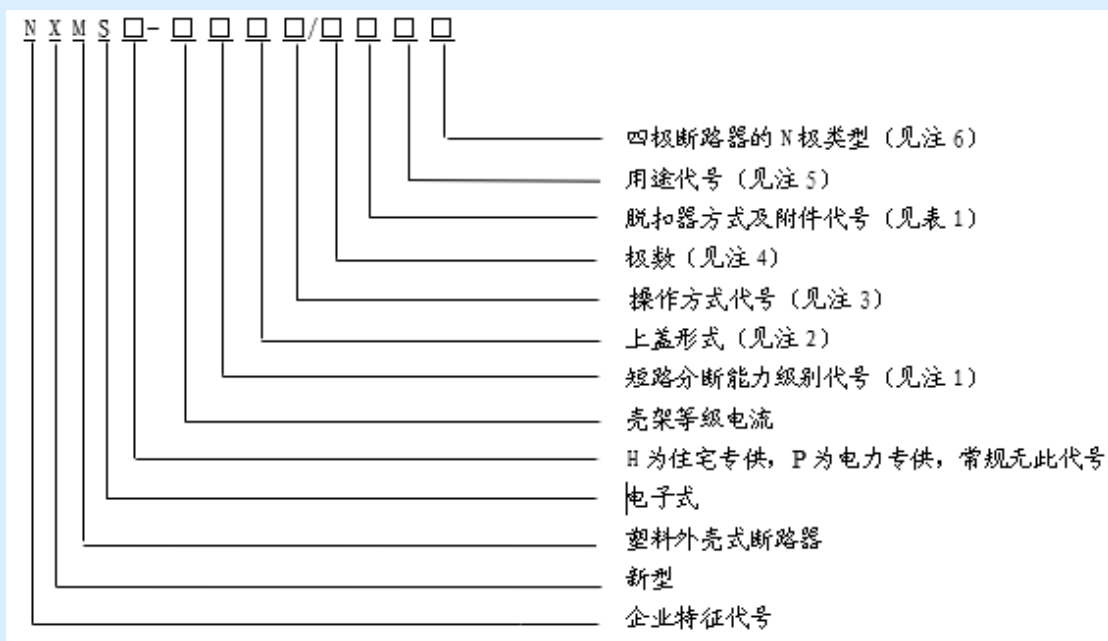 N X M S □-□ □ □ □/□ □ □ □
四极断路器的N极类型（见注6）
用途代号（见注5）
脱扣器方式及附件代号（见表1）
极数（见注4）
操作方式代号（见注3）
上盖形式（见注2）
短路分断能力级别代号（见注1）
壳架等级电流
H为住宅专供，P为电力专供，常规无此代号
电子式
塑料外壳式断路器
新型
企业特征代号